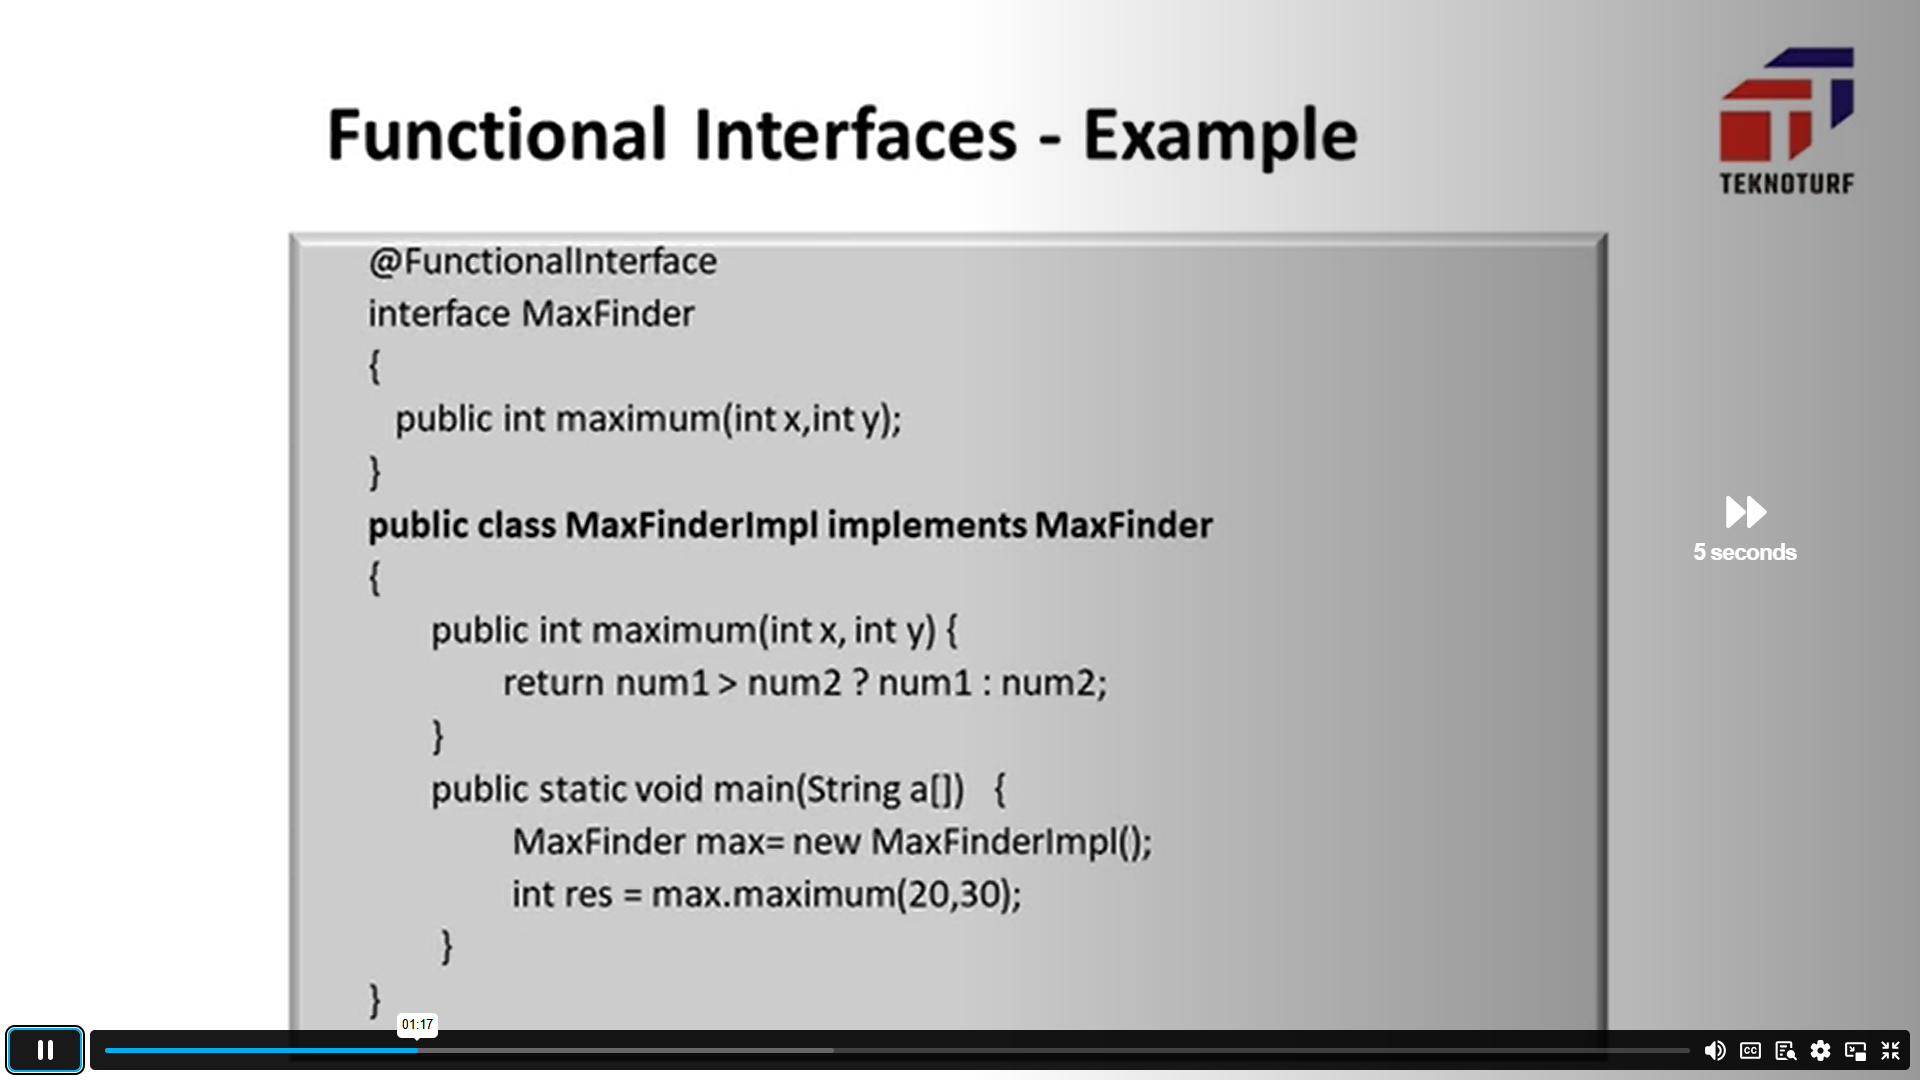 Functional Interfaces - Example
TEKNOTURF
@FunctionalInterface
interface MaxFinder
{
public int maximum(int x,int y);
}
public class MaxFinderImpl implements MaxFinder
{
public int maximum(int x, int y) {
return num1 > num2 ? num1 : num2;
}
public static void main(String a[]) {
MaxFinder max= new MaxFinderImpl();
int res = max.maximum(20,30);
}
}
5 seconds
01:17
CC